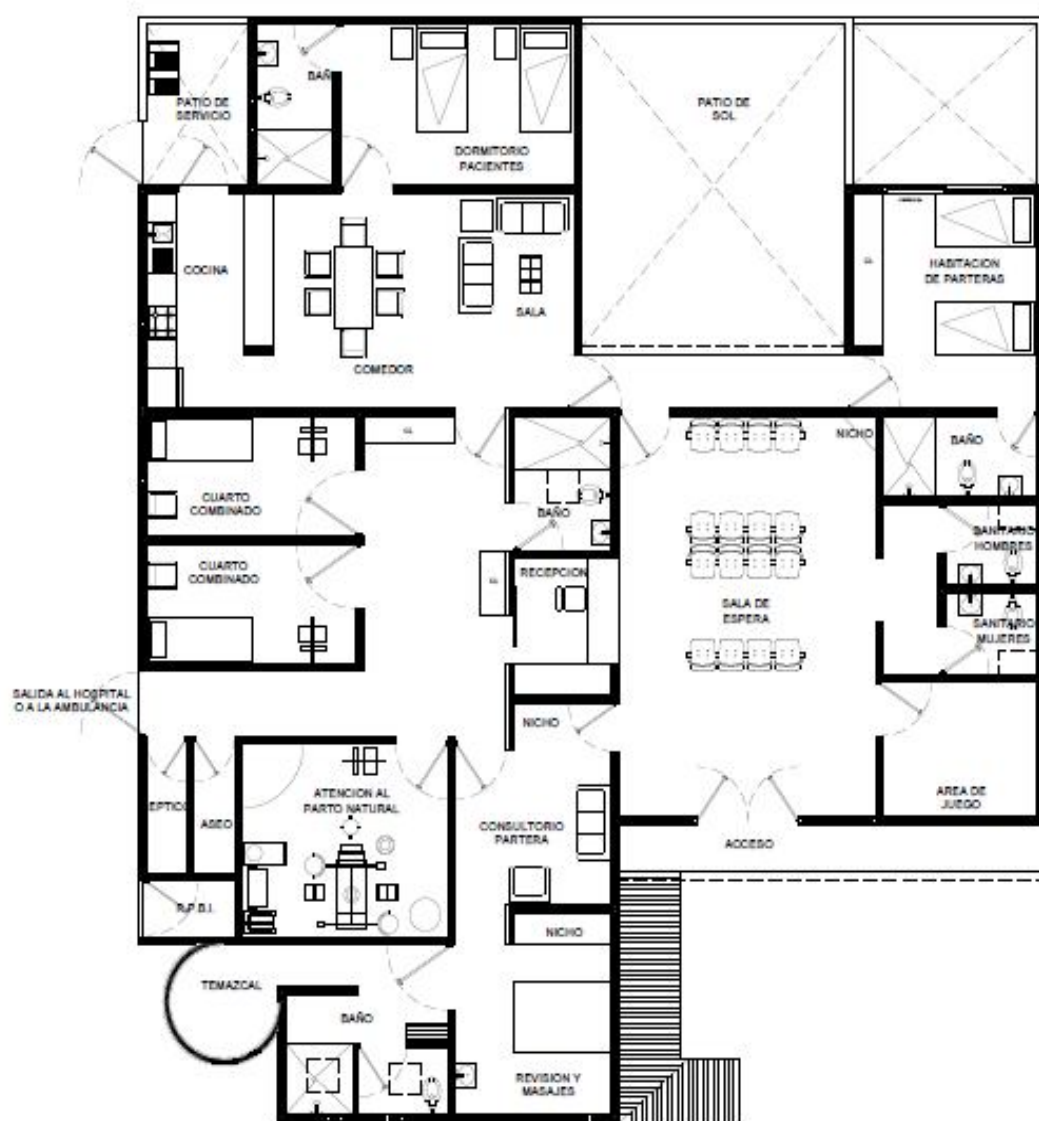 PATIO DE
SERVICIO
BAÑ
DORMITORIO
PACIENTES
PATIO DE
SOL
COCINA
SALA
COMEDOR
HABITACION
DE PARTERAS
NICHO
BAÑO
CUARTO
COMBINADO
BAÑO
SANITARIO
HOMBRES
CUARTO
COMBINADO
RECEPCION
SALA DE
ESPERA
SANITARIO
MUJERES
SALIDA AL HOSPITAL
O A LA AMBULANCIA
NICHO
EPTICO
ASEO
ATENCION AL
PARTO NATURAL
CONSULTORIO
PARTERA
AREA DE
JUEGO
ACCESO
R.P.B.I.
NICHO
TEMAZCAL
BAÑO
REVISION Y
MASAJES